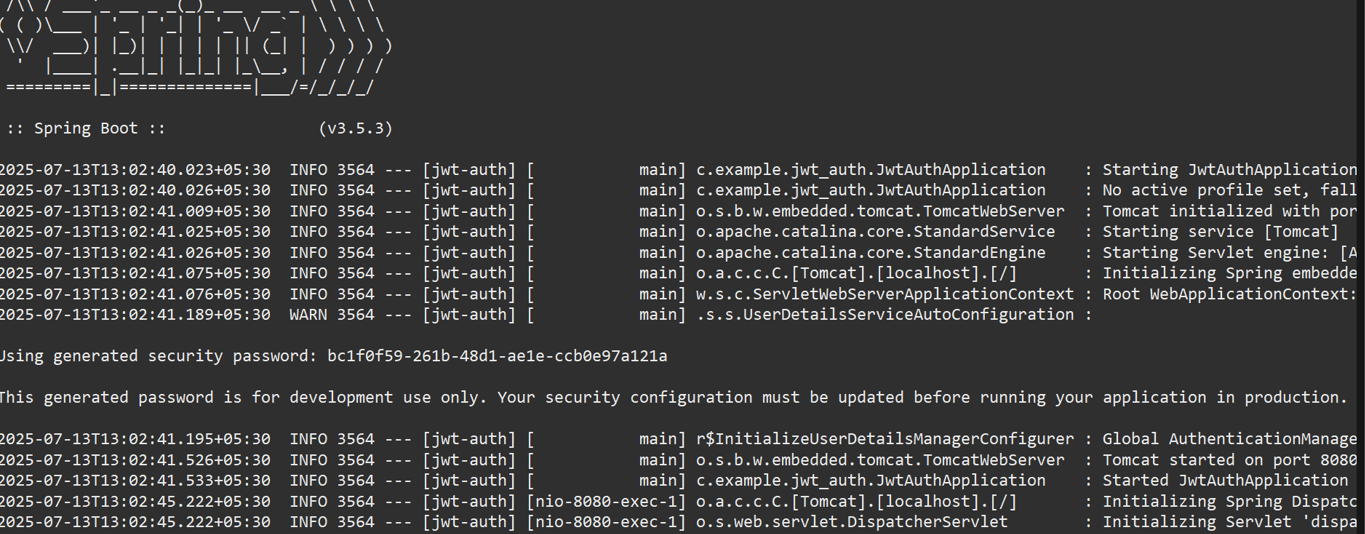 /\\ / ___'_ __ _ _(_)_ __  __ _ \ \ \ \
( ( )\___ | '_ | '_| | '_ \/ _` | \ \ \ \
 \\/  ___)| |_)| | | | | || (_| |  ) ) ) )
  '  |____| .__|_| |_|_| |_\__, | / / / /
 =========|_|==============|___/=/_/_/_/
 :: Spring Boot ::                (v3.5.3)
2025-07-13T13:02:40.023+05:30  INFO 3564 --- [jwt-auth] [           main] c.example.jwt_auth.JwtAuthApplication    : Starting JwtAuthApplication
2025-07-13T13:02:40.026+05:30  INFO 3564 --- [jwt-auth] [           main] c.example.jwt_auth.JwtAuthApplication    : No active profile set, fall
2025-07-13T13:02:41.009+05:30  INFO 3564 --- [jwt-auth] [           main] o.s.b.w.embedded.tomcat.TomcatWebServer  : Tomcat initialized with por
2025-07-13T13:02:41.025+05:30  INFO 3564 --- [jwt-auth] [           main] o.apache.catalina.core.StandardService   : Starting service [Tomcat]
2025-07-13T13:02:41.026+05:30  INFO 3564 --- [jwt-auth] [           main] o.apache.catalina.core.StandardEngine    : Starting Servlet engine: [A
2025-07-13T13:02:41.075+05:30  INFO 3564 --- [jwt-auth] [           main] o.a.c.c.C.[Tomcat].[localhost].[/]       : Initializing Spring embedde
2025-07-13T13:02:41.076+05:30  INFO 3564 --- [jwt-auth] [           main] w.s.c.ServletWebServerApplicationContext : Root WebApplicationContext:
2025-07-13T13:02:41.189+05:30  WARN 3564 --- [jwt-auth] [           main] .s.s.UserDetailsServiceAutoConfiguration :
Using generated security password: bc1f0f59-261b-48d1-ae1e-ccb0e97a121a
This generated password is for development use only. Your security configuration must be updated before running your application in production.
2025-07-13T13:02:41.195+05:30  INFO 3564 --- [jwt-auth] [           main] r$InitializeUserDetailsManagerConfigurer : Global AuthenticationManage
2025-07-13T13:02:41.526+05:30  INFO 3564 --- [jwt-auth] [           main] o.s.b.w.embedded.tomcat.TomcatWebServer  : Tomcat started on port 8080
2025-07-13T13:02:41.533+05:30  INFO 3564 --- [jwt-auth] [           main] c.example.jwt_auth.JwtAuthApplication    : Started JwtAuthApplication
2025-07-13T13:02:45.222+05:30  INFO 3564 --- [jwt-auth] [nio-8080-exec-1] o.a.c.c.C.[Tomcat].[localhost].[/]       : Initializing Spring Dispatc
2025-07-13T13:02:45.222+05:30  INFO 3564 --- [jwt-auth] [nio-8080-exec-1] o.s.web.servlet.DispatcherServlet        : Initializing Servlet 'dispa